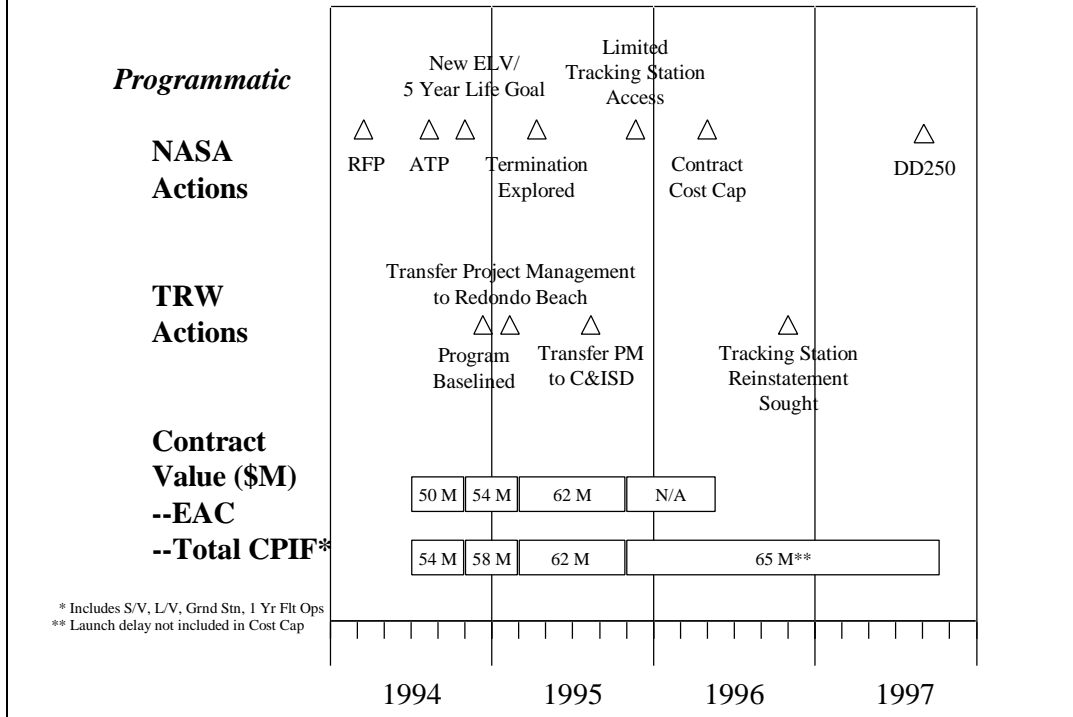 Programmatic
New ELV/
5 Year Life Goal
Limited
Tracking Station
Access
NASA
Actions
RFP
ATP
Termination
Explored
Contract
Cost Cap
DD250
TRW
Actions
Transfer Project Management
to Redondo Beach
Program
Baselined
Transfer PM
to C&ISD
Tracking Station
Reinstatement
Sought
Contract
Value ($M)
--EAC
50 M
54 M
62 M
N/A
--Total CPIF*
54 M
58 M
62 M
65 M**
* Includes S/V, L/V, Grnd Stn, 1 Yr Flt Ops
** Launch delay not included in Cost Cap
1994
1995
1996
1997